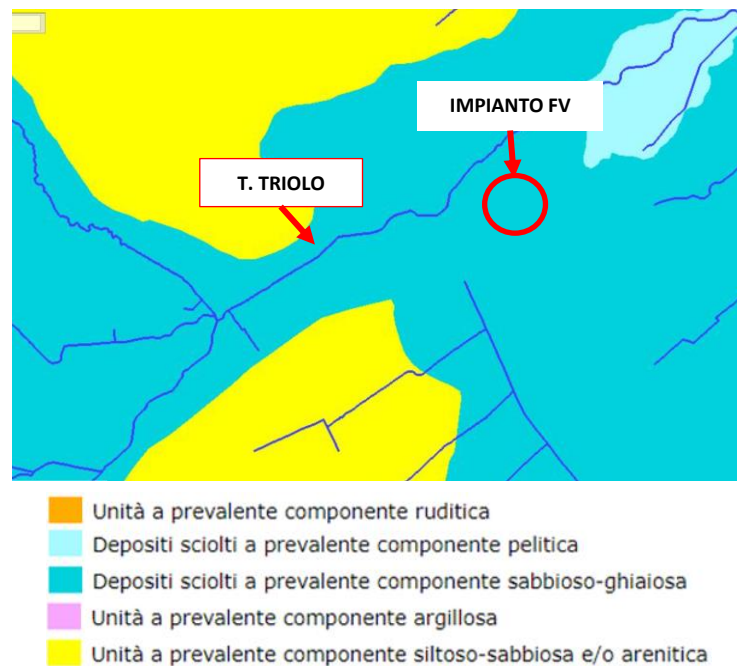 IMPIANTO FV
T. TRIOLO
Unità a prevalente componente ruditica
Depositi sciolti a prevalente componente pelitica
Depositi sciolti a prevalente componente sabbioso-ghiaiosa
Unità a prevalente componente argillosa
Unità a prevalente componente siltoso-sabbiosa e/o arenitica